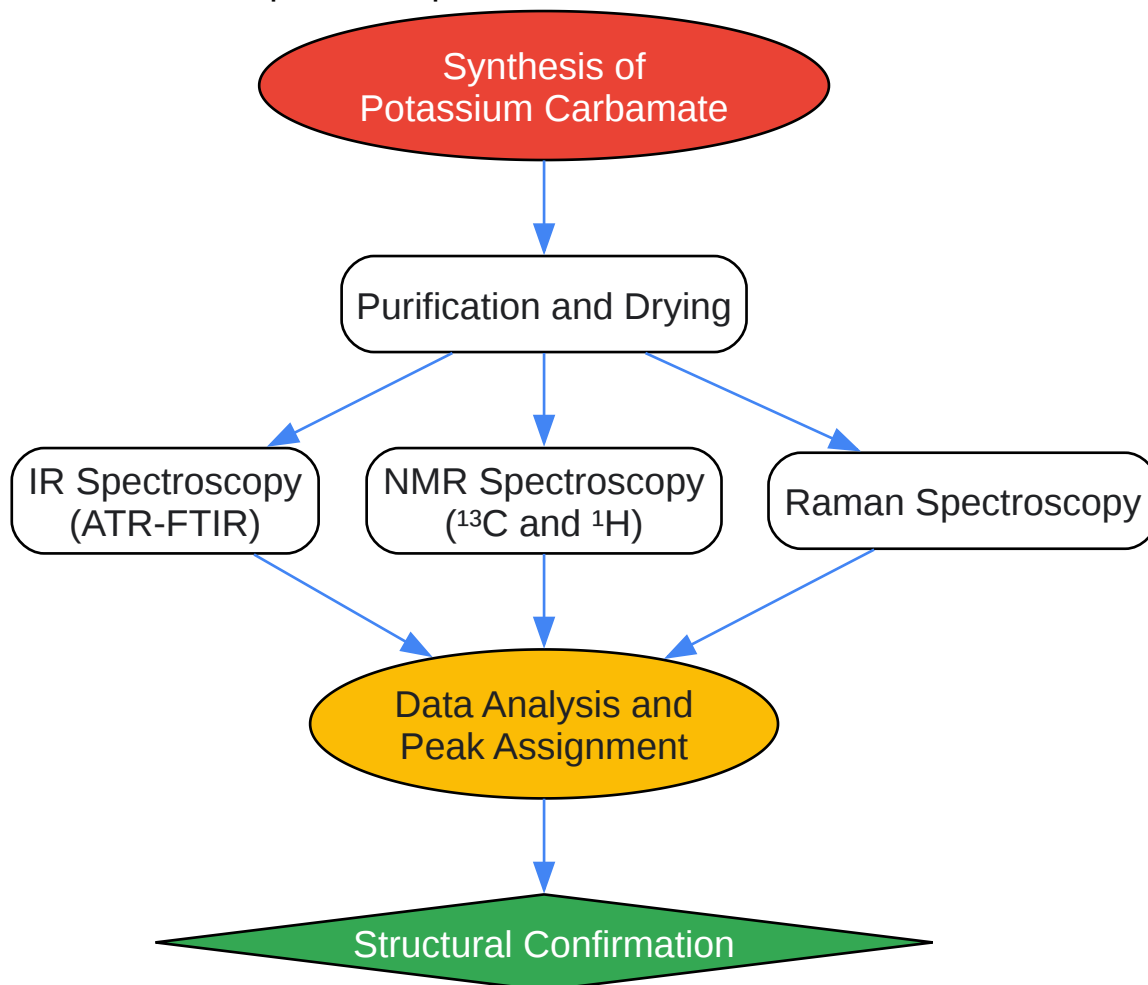 Synthesis of
Potassium Carbamate
Purification and Drying
IR Spectroscopy
(ATR-FTIR)
NMR Spectroscopy
(¹³C and ¹H)
Raman Spectroscopy
Data Analysis and
Peak Assignment
Structural Confirmation